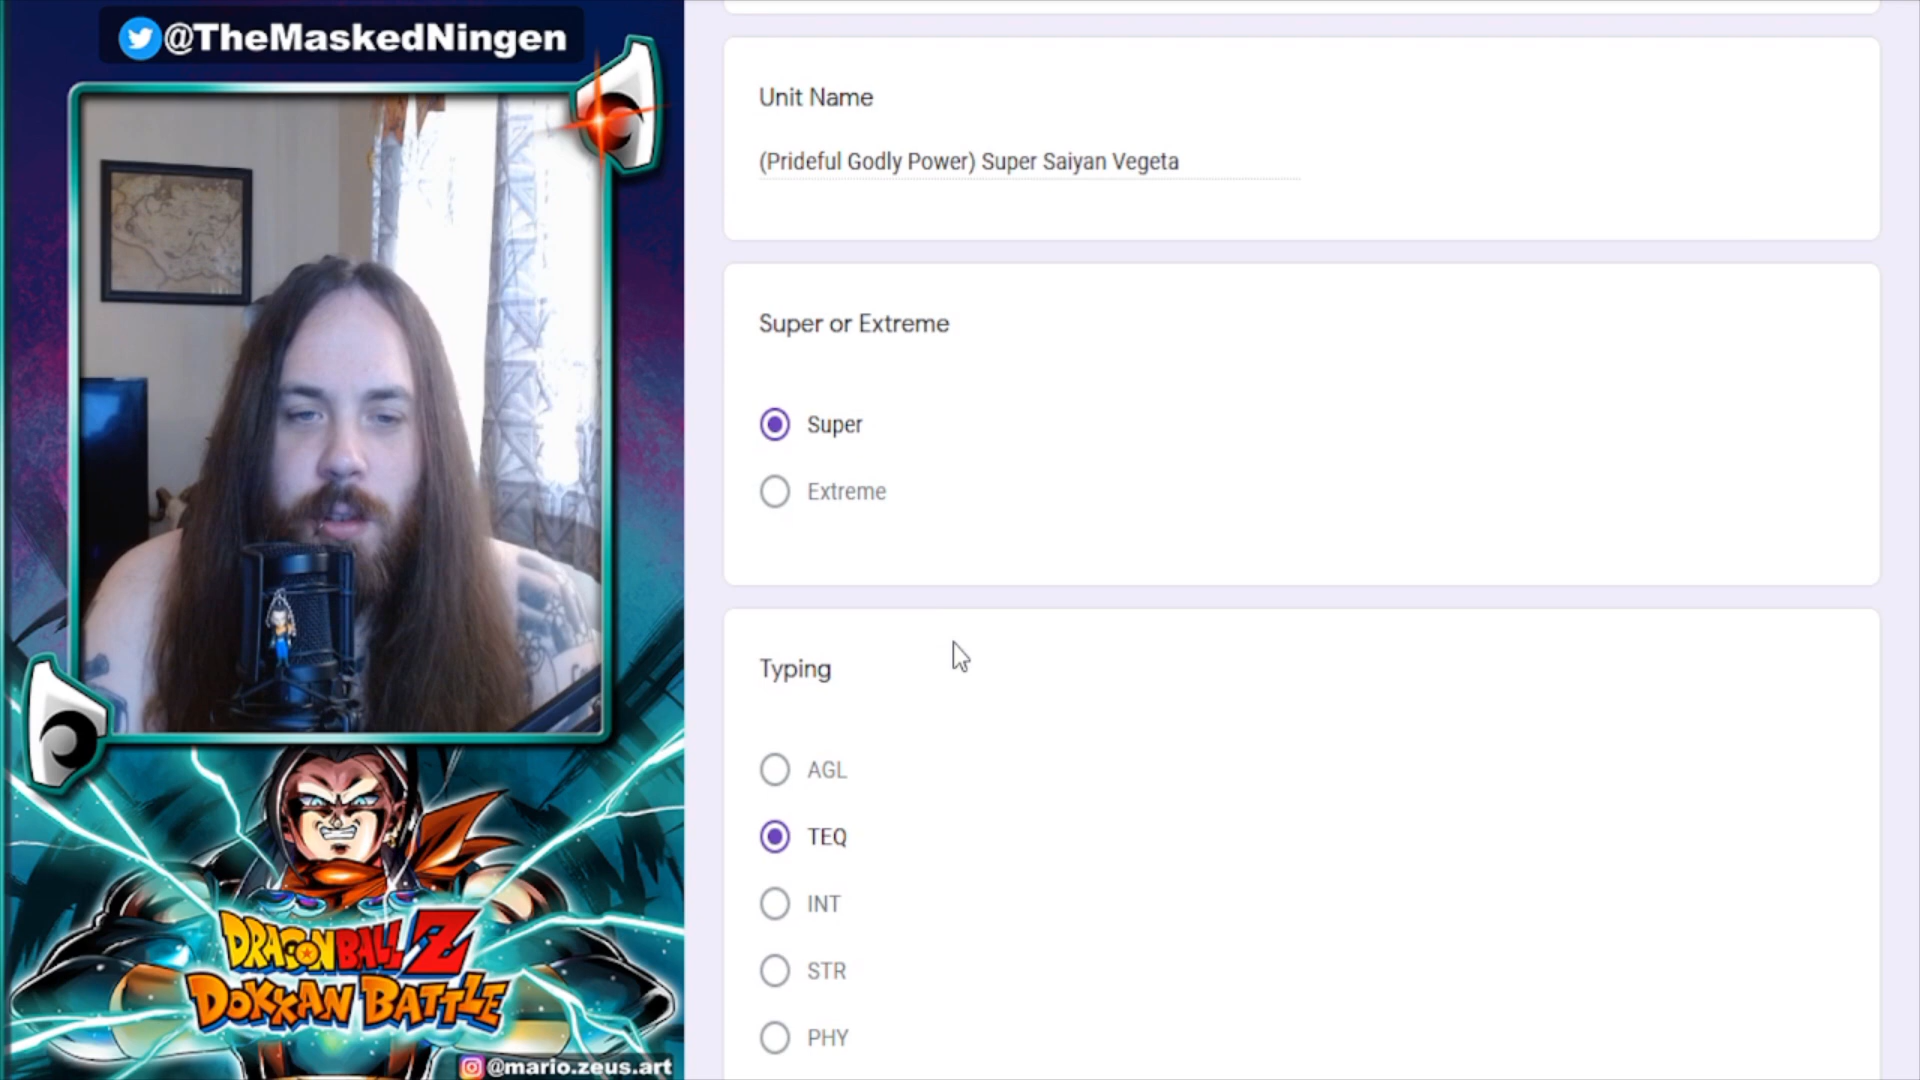 @TheMaskedNingen
DRAGON BALL Z
DOKKAN BATTLE
@mario.zeus.art
Unit Name
(Prideful Godly Power) Super Saiyan Vegeta
Super or Extreme
Super
Extreme
Typing
AGL
TEQ
INT
STR
PHY